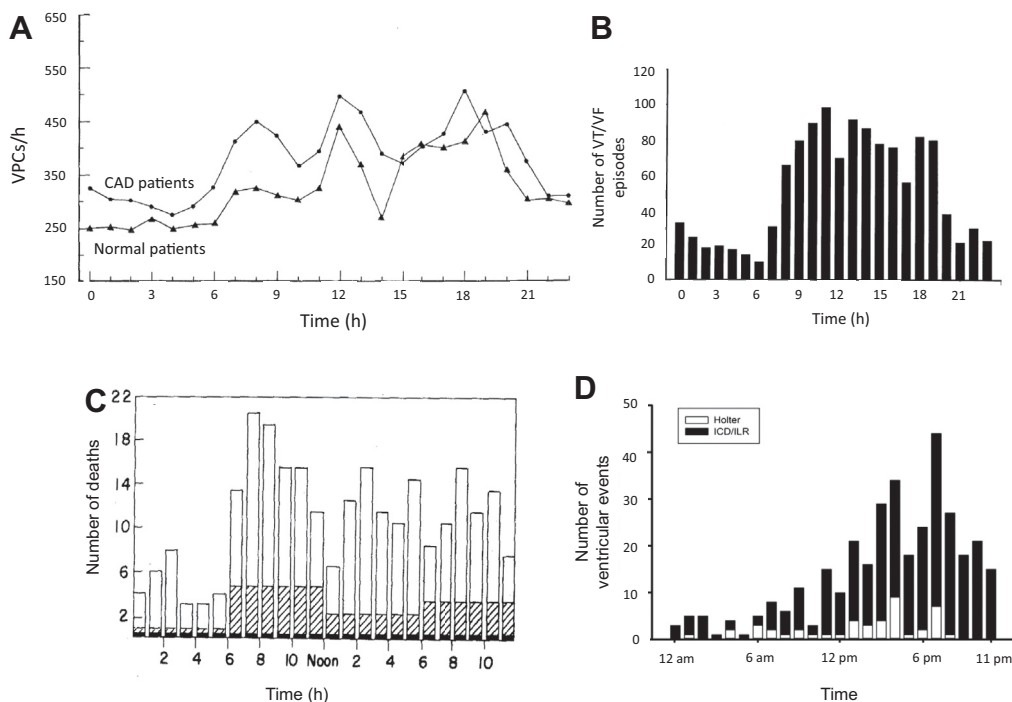 A
650
550
450
350
250
150
VPCs/h
CAD patients
Normal patients
0 3 6 9 12 15 18 21
Time (h)
B
120
100
80
60
40
20
0
Number of VT/VF
episodes
0 3 6 9 12 15 18 21
Time (h)
C
22
18
14
10
6
2
Number of deaths
2 4 6 8 10 Noon 2 4 6 8 10
Time (h)
D
50
40
30
20
10
0
Number of
ventricular events
Holter
ICD/ILR
12 am 6 am 12 pm 6 pm 11 pm
Time